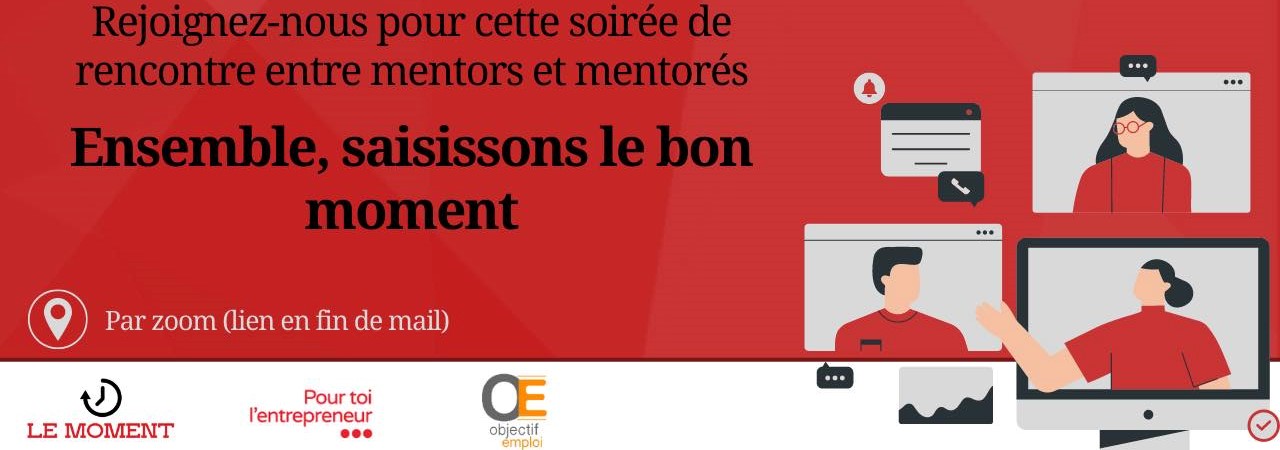 Rejoignez-nous pour cette soirée de
rencontre entre mentors et mentorés
Ensemble, saisissons le bon
moment
Par zoom (lien en fin de mail)
LE MOMENT
Pour toi
l'entrepreneur
OE
objectif
emploi